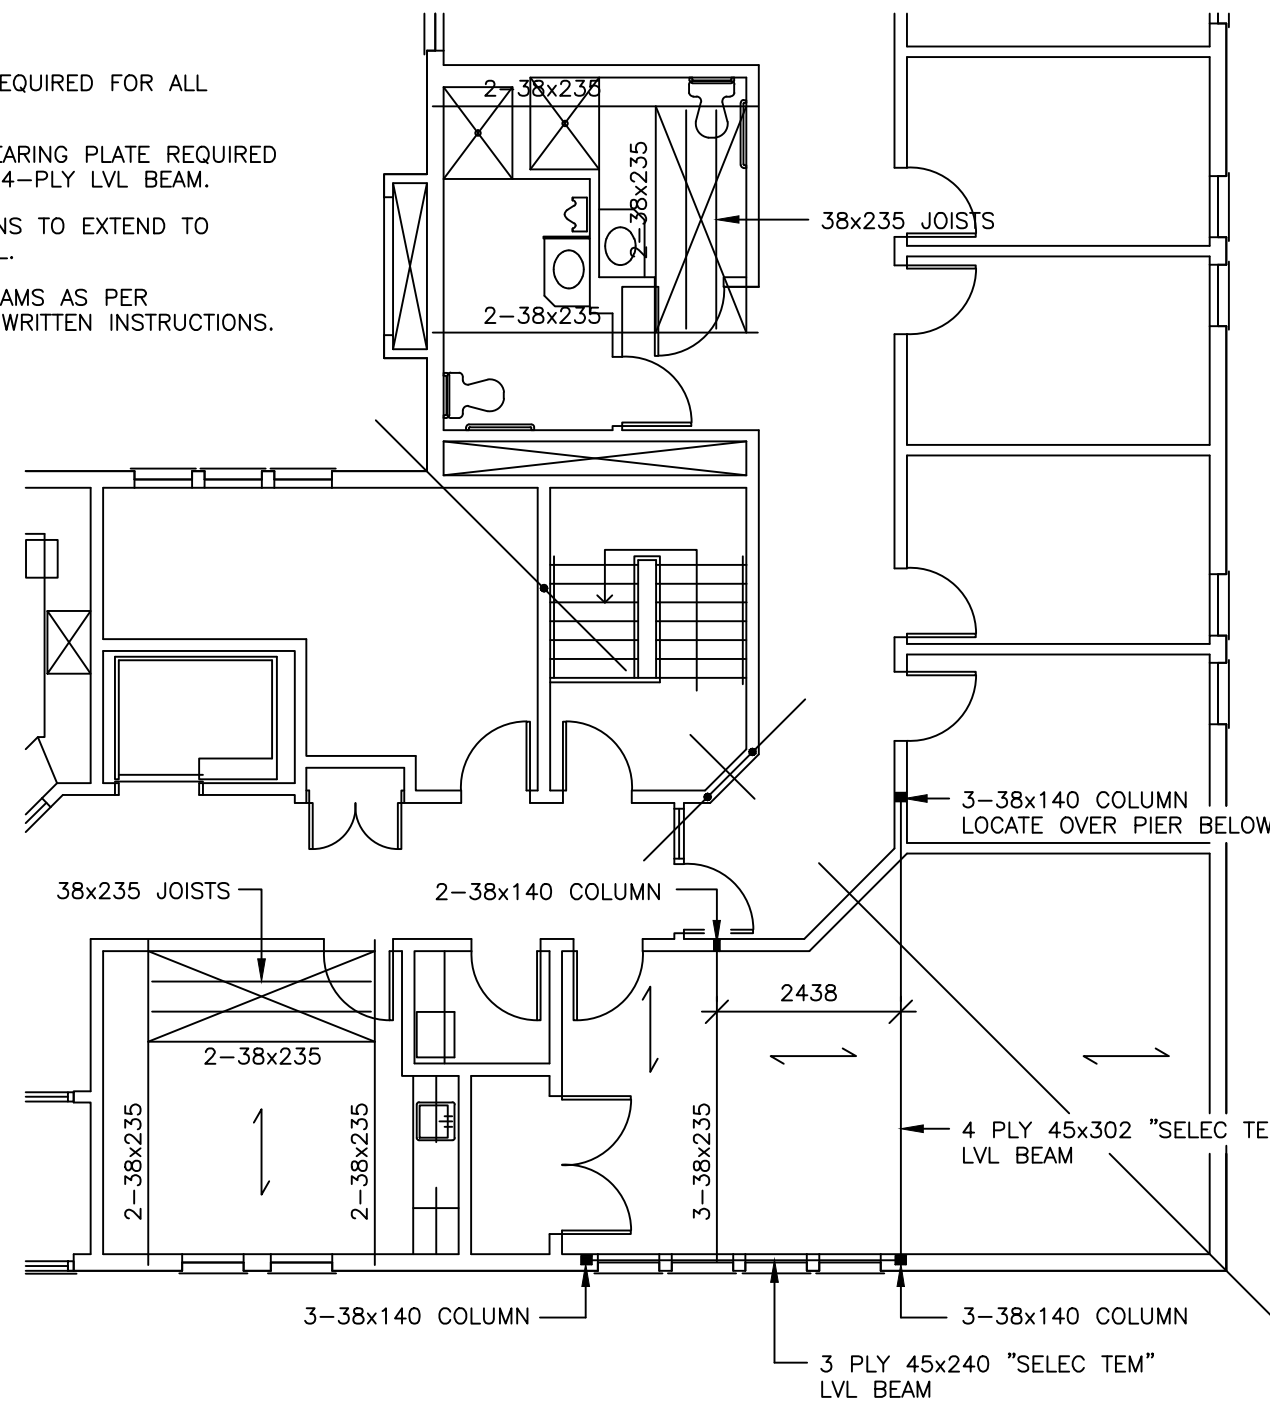 EQUIRED FOR ALL
EARING PLATE REQUIRED
4-PLY LVL BEAM.
NS TO EXTEND TO
L.
AMS AS PER
WRITTEN INSTRUCTIONS.
2-38x235
2-38x235
38x235 JOISTS
2-38x235
3-38x140 COLUMN
LOCATE OVER PIER BELOW
38x235 JOISTS
2-38x140 COLUMN
2438
2-38x235
2-38x235
2-38x235
3-38x235
4 PLY 45x302 "SELEC TE
LVL BEAM
3-38x140 COLUMN
3-38x140 COLUMN
3 PLY 45x240 "SELEC TEM"
LVL BEAM